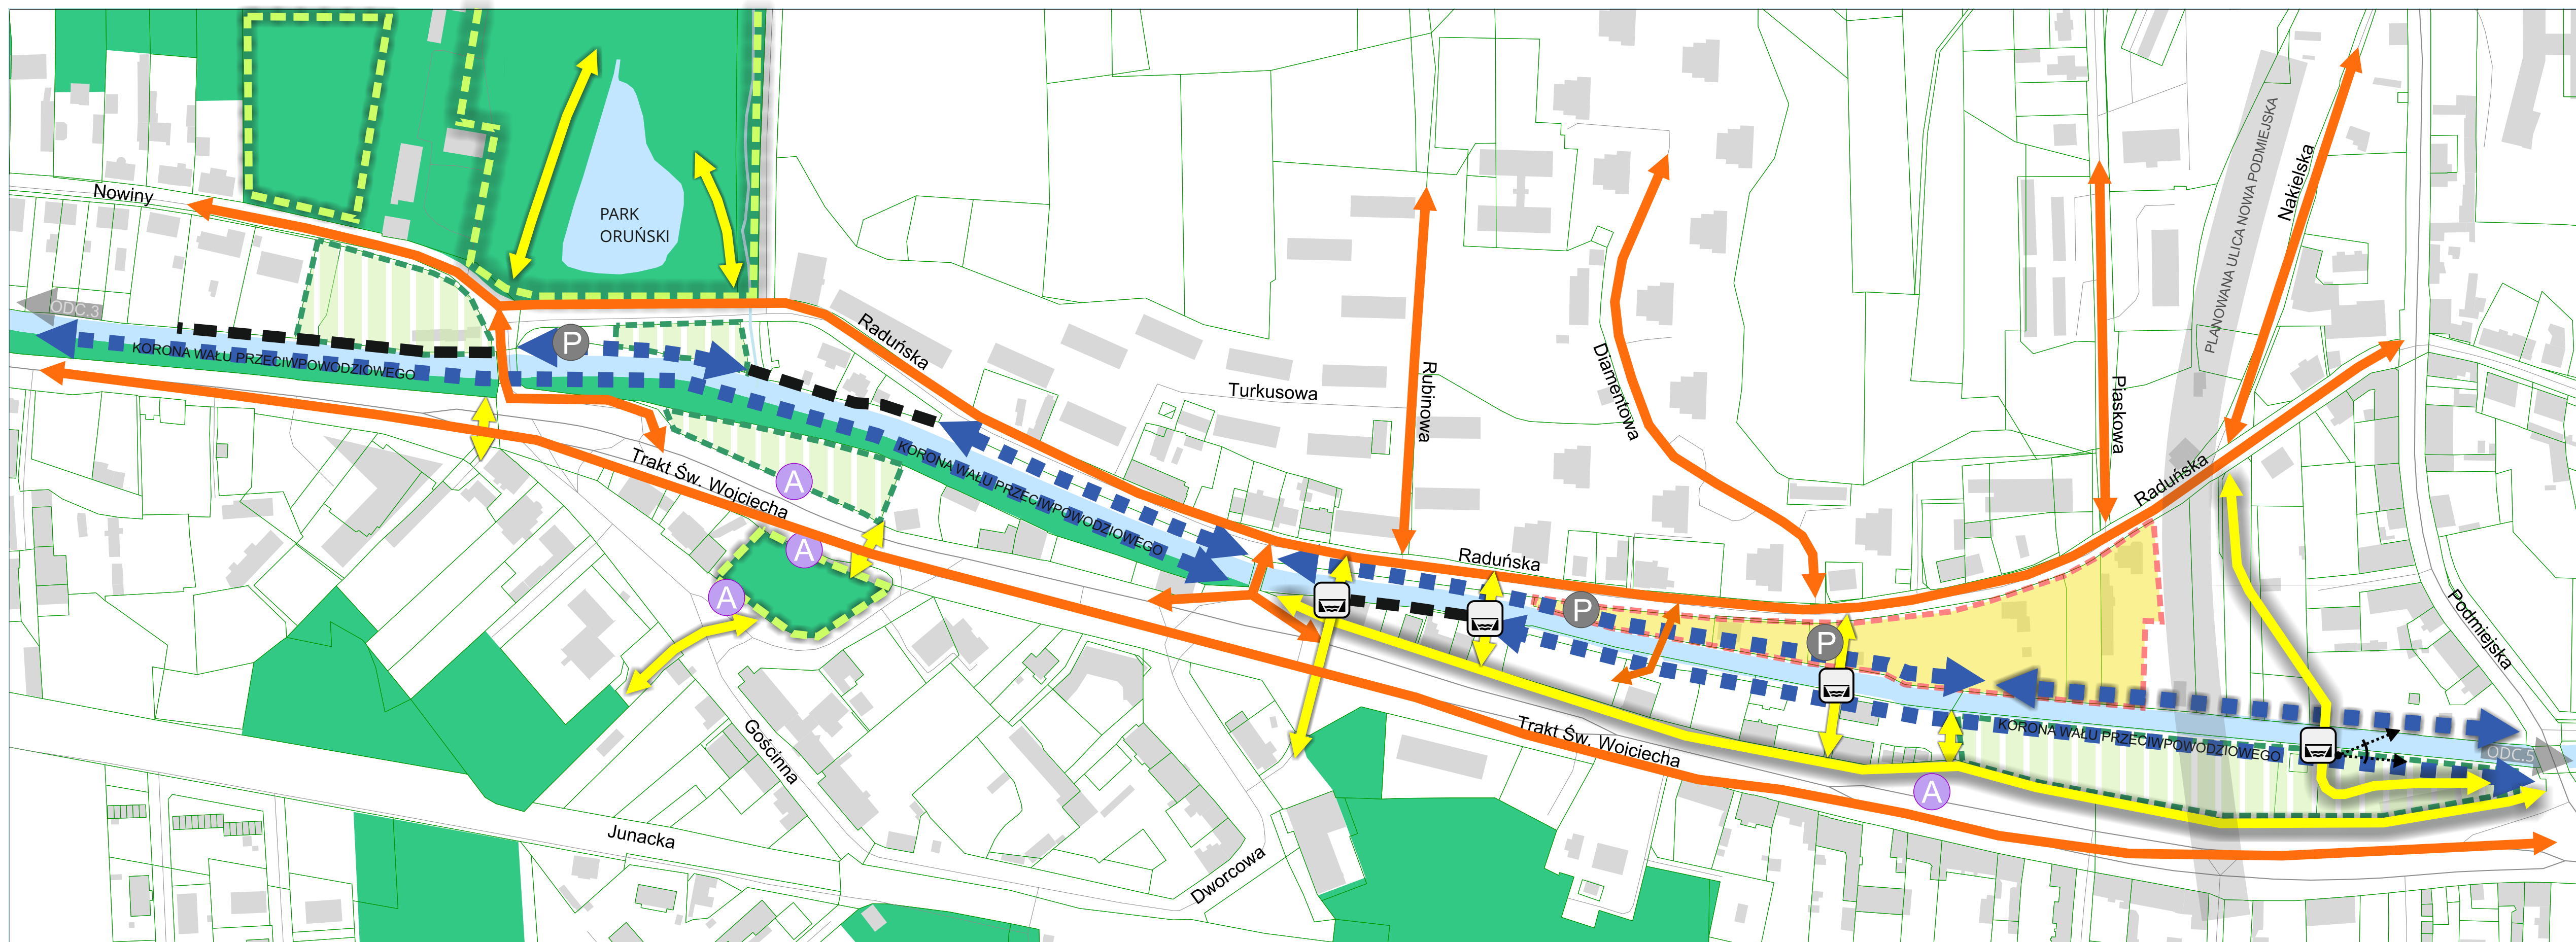 Nowiny
PARK
ORUŃSKI
PLANOWANA ULICA NOWA PODMIEJSKA
Nakielska
ODC.3
KORONA WAŁU PRZECIWPOWODZIOWEGO
P
Raduńska
Turkusowa
Rubinowa
Diamentowa
Piaskowa
Raduńska
KORONA WAŁU PRZECIWPOWODZIOWEGO
A
Trakt Św. Wojciecha
A
A
Raduńska
P
P
Podmiejska
KORONA WAŁU PRZECIWPOWODZIOWEGO
ODC.5
Trakt Św. Wojciecha
A
Gościnna
Junacka
Dworcowa